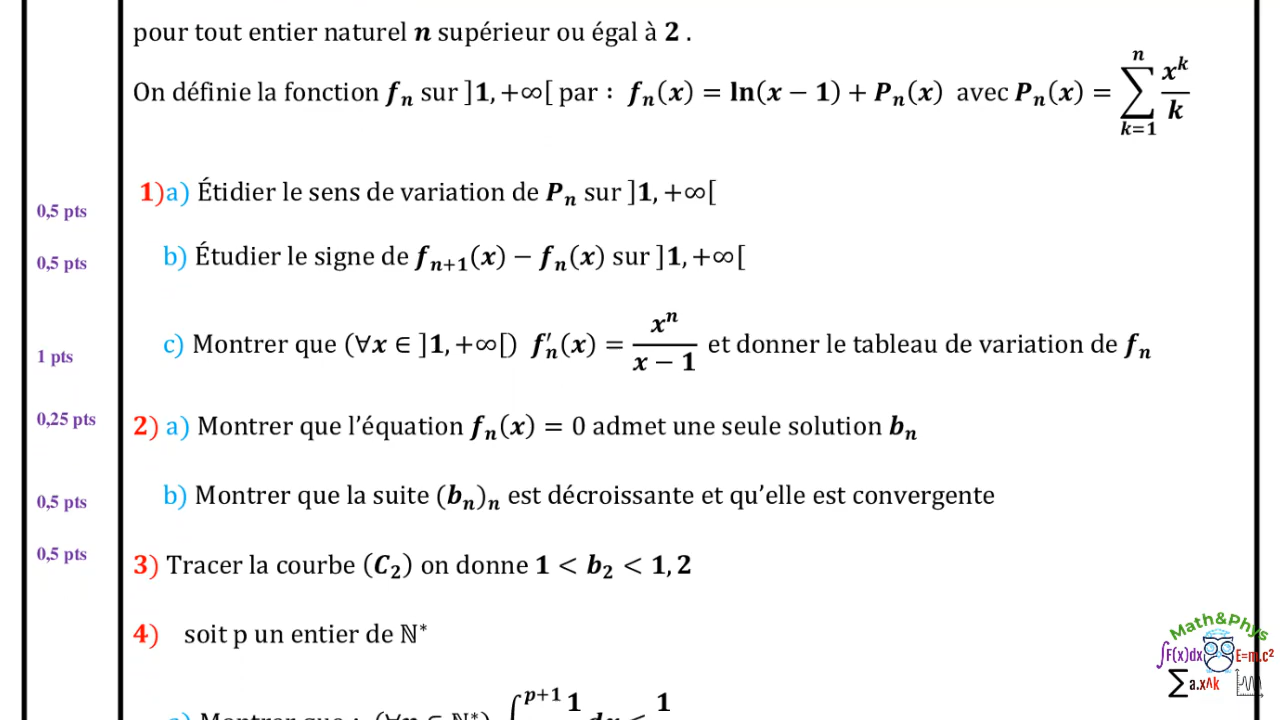 pour tout entier naturel n supérieur ou égal à 2 .
On définie la fonction fₙ sur ]1, +∞[ par : fₙ(x) = ln(x − 1) + Pₙ(x) avec Pₙ(x) = ∑_{k=1}^{n} x^k/k
0,5 pts 1)a) Étidier le sens de variation de Pₙ sur ]1, +∞[
0,5 pts b) Étudier le signe de fₙ₊₁(x) − fₙ(x) sur ]1, +∞[
1 pts c) Montrer que (∀x ∈ ]1, +∞[) f′ₙ(x) = x^n/(x − 1) et donner le tableau de variation de fₙ
0,25 pts 2) a) Montrer que l’équation fₙ(x) = 0 admet une seule solution bₙ
0,5 pts b) Montrer que la suite (bₙ)ₙ est décroissante et qu’elle est convergente
0,5 pts 3) Tracer la courbe (C₂) on donne 1 < b₂ < 1, 2
4) soit p un entier de ℕ*
∫^{p+1} 1 1
Math&Phys
∫F(x)dx E=m.c²
∑a.x^k